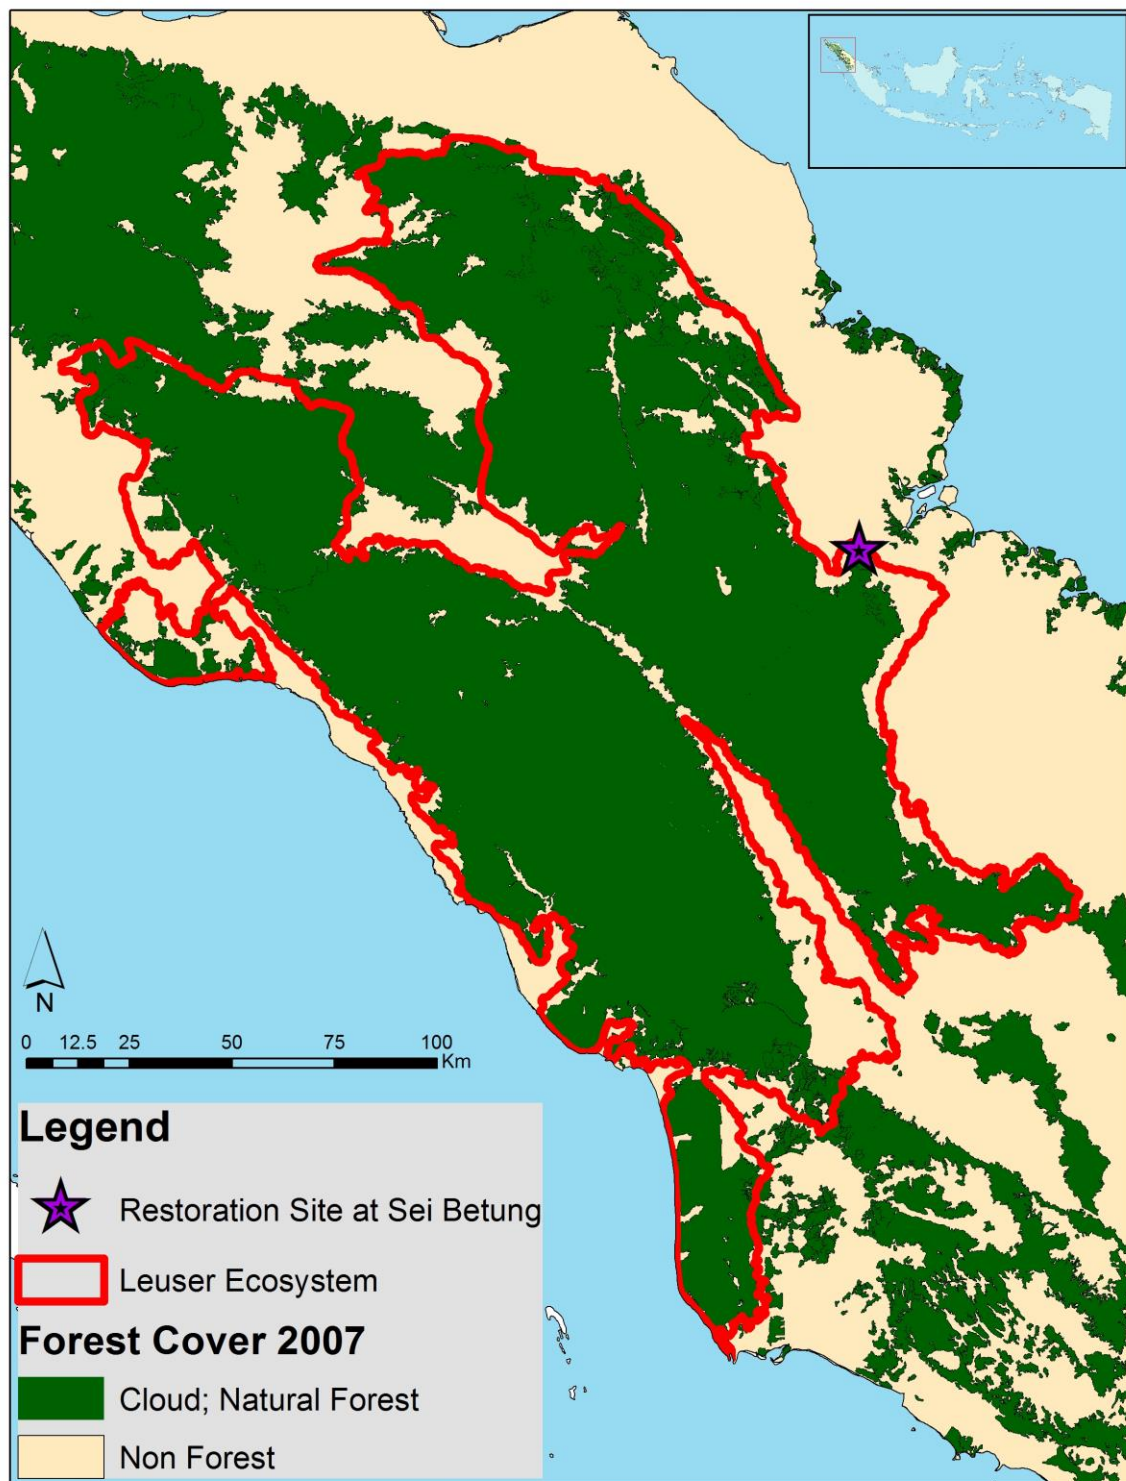 N
0 12.5 25 50 75 100
Km
Legend
Restoration Site at Sei Betung
Leuser Ecosystem
Forest Cover 2007
Cloud; Natural Forest
Non Forest